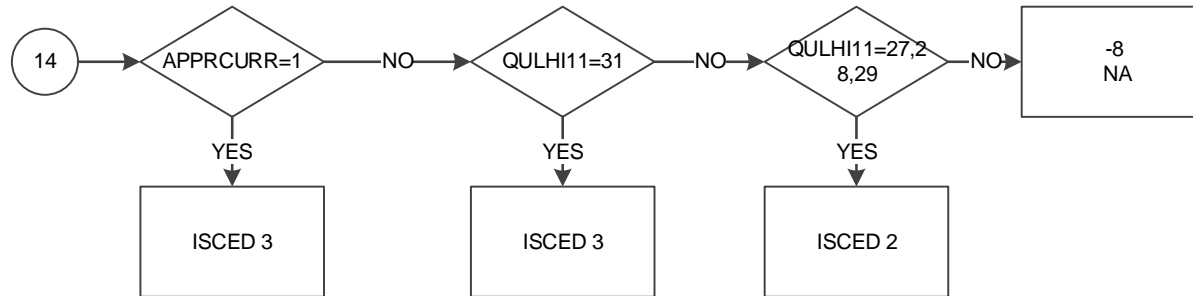 14
APPRCURR=1
NO
QULHI11=31
NO
QULHI11=27,2
8,29
NO
-8
NA
YES
YES
YES
ISCED 3
ISCED 3
ISCED 2